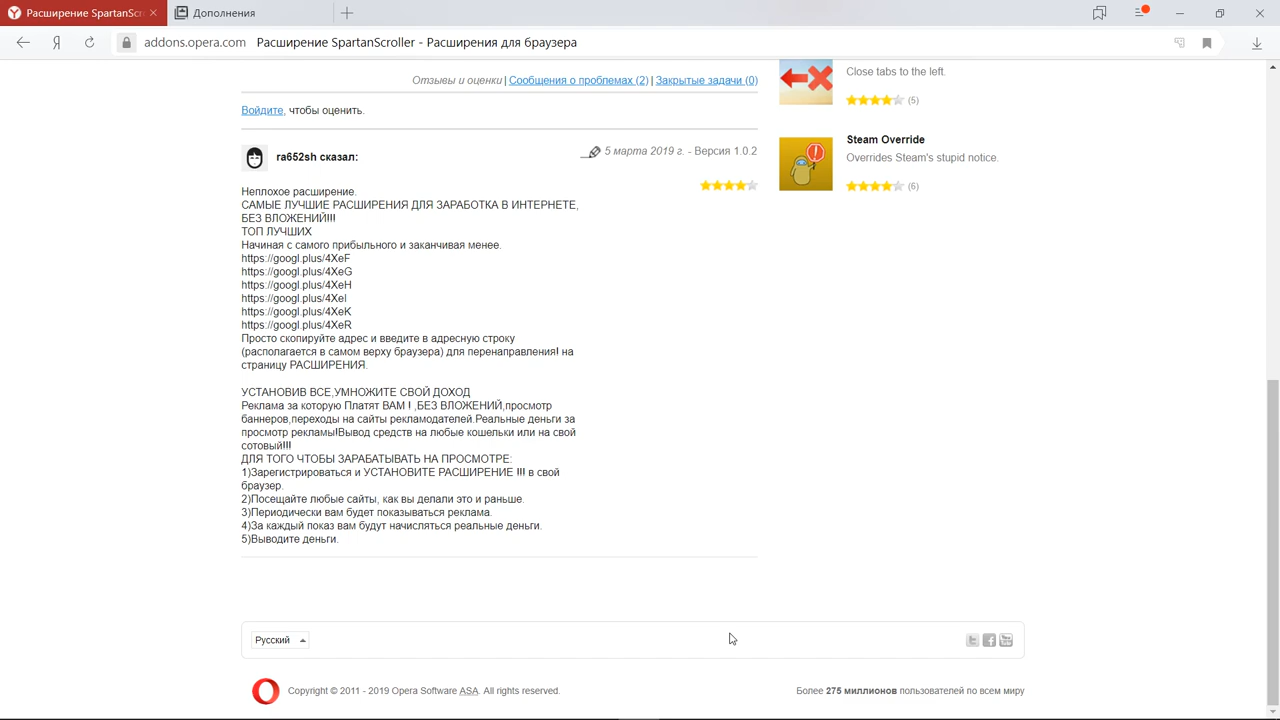 Расширение SpartanScr
Дополнения
addons.opera.com Расширение SpartanScroller - Расширения для браузера
Отзывы и оценки | Сообщения о проблемах (2) | Закрытые задачи (0)
Войдите, чтобы оценить.
ra652sh сказал:
5 марта 2019 г. - Версия 1.0.2
Неплохое расширение.
САМЫЕ ЛУЧШИЕ РАСШИРЕНИЯ ДЛЯ ЗАРАБОТКА В ИНТЕРНЕТЕ,
БЕЗ ВЛОЖЕНИЙ!!!
ТОП ЛУЧШИХ
Начиная с самого прибыльного и заканчивая менее.
https://googl.plus/4XeF
https://googl.plus/4XeG
https://googl.plus/4XeH
https://googl.plus/4XeI
https://googl.plus/4XeK
https://googl.plus/4XeR
Просто скопируйте адрес и введите в адресную строку
(располагается в самом верху браузера) для перенаправления! на
страницу РАСШИРЕНИЯ.
УСТАНОВИВ ВСЕ,УМНОЖИТЕ СВОЙ ДОХОД
Реклама за которую Платят ВАМ ! ,БЕЗ ВЛОЖЕНИЙ,просмотр
баннеров,переходы на сайты рекламодателей.Реальные деньги за
просмотр рекламы!Вывод средств на любые кошельки или на свой
сотовый!!!
ДЛЯ ТОГО ЧТОБЫ ЗАРАБАТЫВАТЬ НА ПРОСМОТРЕ:
1)Зарегистрироваться и УСТАНОВИТЕ РАСШИРЕНИЕ !!! в свой
браузер.
2)Посещайте любые сайты, как вы делали это и раньше.
3)Периодически вам будет показываться реклама.
4)За каждый показ вам будут начисляться реальные деньги.
5)Выводите деньги.
Close tabs to the left.
(5)
Steam Override
Overrides Steam's stupid notice.
(6)
Русский
Copyright © 2011 - 2019 Opera Software ASA. All rights reserved.
Более 275 миллионов пользователей по всем миру